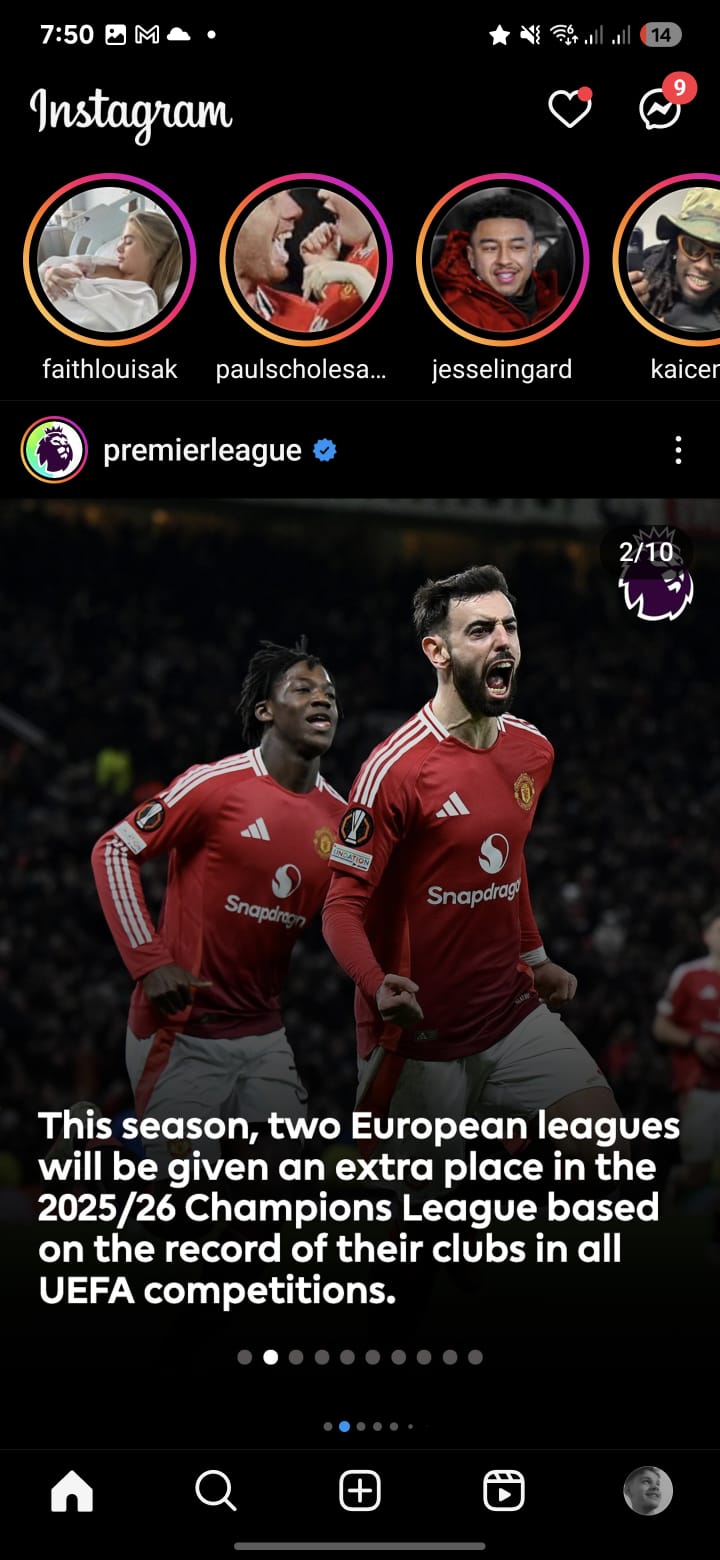 7:50
14
Instagram
9
faithlouisak
paulscholesa...
jesselingard
kaicen
premierleague
2/10
Snapdragon
Snapdrago
This season, two European leagues
will be given an extra place in the
2025/26 Champions League based
on the record of their clubs in all
UEFA competitions.